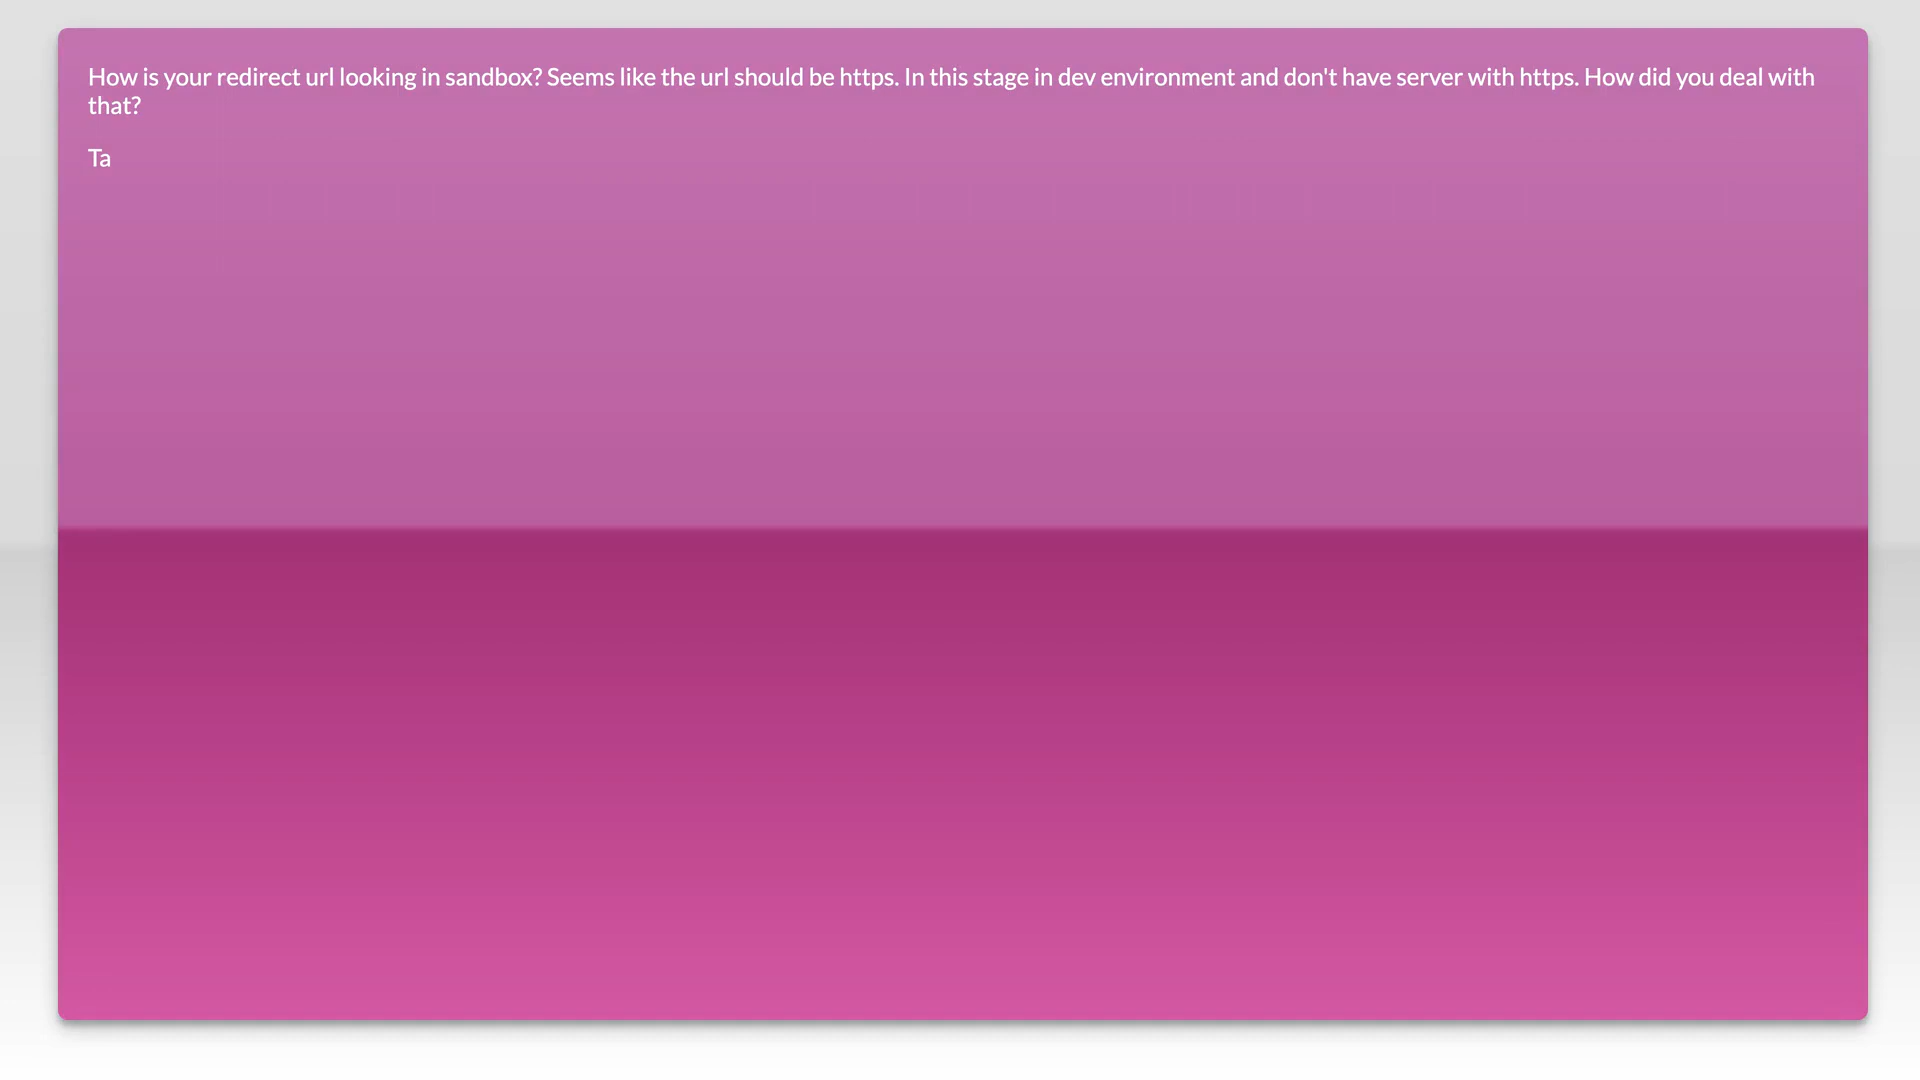 How is your redirect url looking in sandbox? Seems like the url should be https. In this stage in dev environment and don't have server with https. How did you deal with
that?
Ta